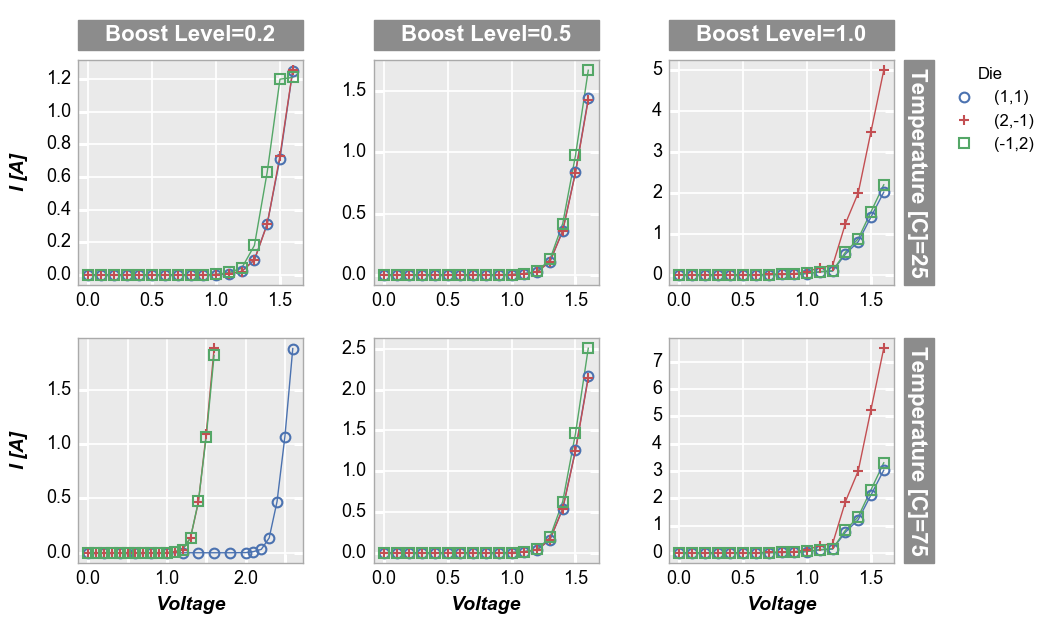 Boost Level=0.2
Boost Level=0.5
Boost Level=1.0
I [A]
1.2
1.0
0.8
0.6
0.4
0.2
0.0
0.0 0.5 1.0 1.5
1.5
1.0
0.5
0.0
0.0 0.5 1.0 1.5
5
4
3
2
1
0
0.0 0.5 1.0 1.5
Temperature [C]=25
Die
(1,1)
(2,-1)
(-1,2)
I [A]
1.5
1.0
0.5
0.0
0.0 1.0 2.0
Voltage
2.5
2.0
1.5
1.0
0.5
0.0
0.0 0.5 1.0 1.5
Voltage
7
6
5
4
3
2
1
0
0.0 0.5 1.0 1.5
Voltage
Temperature [C]=75